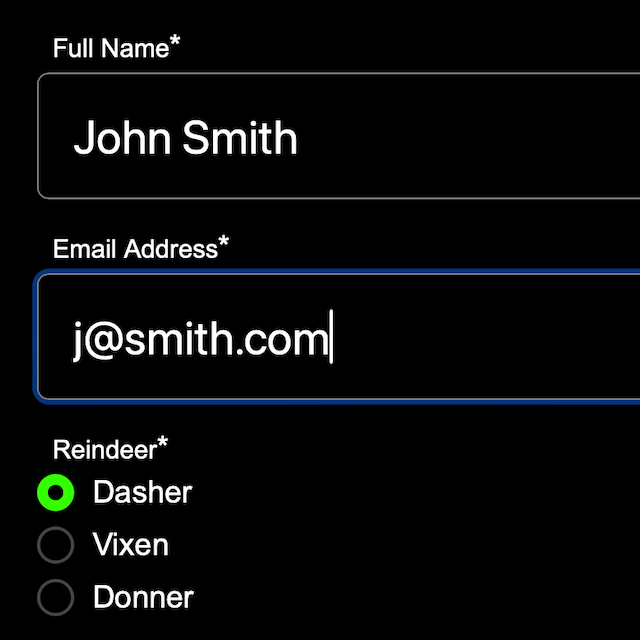 Full Name*
John Smith
Email Address*
j@smith.com
Reindeer*
Dasher
Vixen
Donner